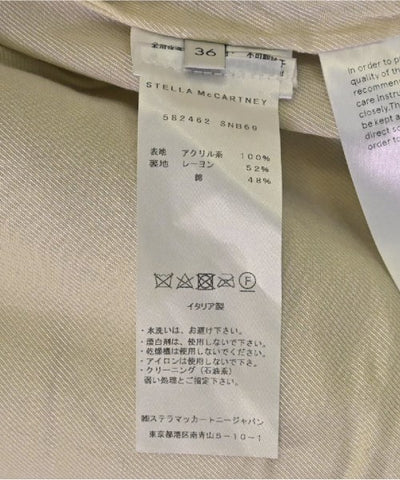 36
不可
STELLA McCARTNEY
582462 SNB60
表地 アクリル系 100%
裏地 レーヨン 52%
綿 48%
F
イタリア製
・水洗いは、お避け下さい。
・漂白剤は、使用しないで下さい。
・乾燥機は使用しないで下さい。
・アイロンは、使用しないで下さい。
・クリーニング(石油系)
弱い処理とご指定下さい。
㈱ステラマッカートニージャパン
東京都港区南青山5-10-1
In order to p
quality of the
recommend
care instru
closely.The
be kept a
direct so
order to